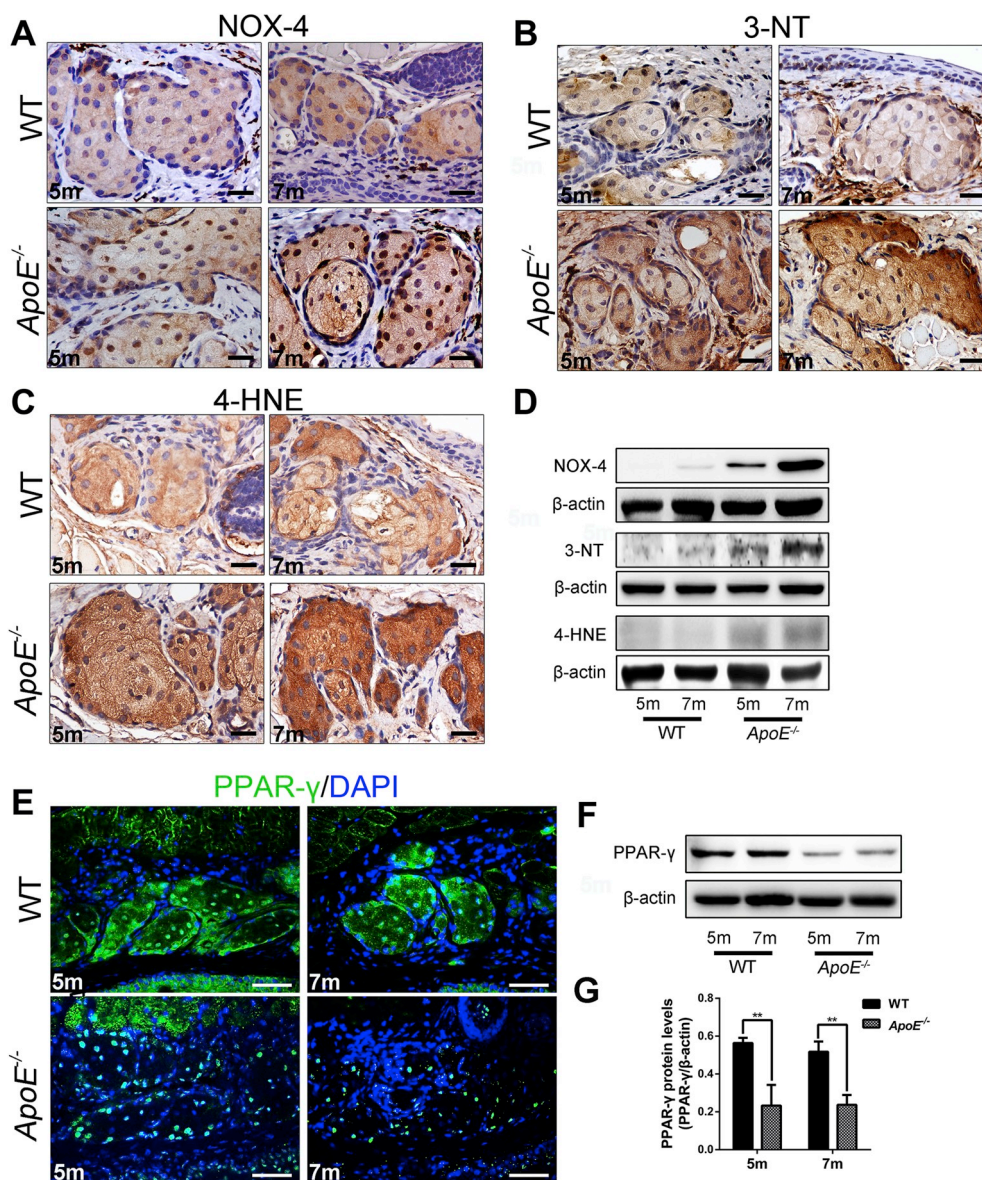 A
NOX-4
WT
5m
7m
ApoE-/-
5m
7m
B
3-NT
WT
5m
7m
ApoE-/-
5m
7m
C
4-HNE
WT
5m
7m
ApoE-/-
5m
7m
D
NOX-4
β-actin
3-NT
β-actin
4-HNE
β-actin
5m 7m 5m 7m
WT ApoE-/-
5m
E
PPAR-γ/DAPI
WT
5m
7m
ApoE-/-
5m
7m
F
PPAR-γ
β-actin
5m 7m 5m 7m
WT ApoE-/-
5m
G
PPAR-γ protein levels
(PPAR-γ/β-actin)
0.8
0.6
0.4
0.2
0.0
** **
5m 7m
WT
ApoE-/-